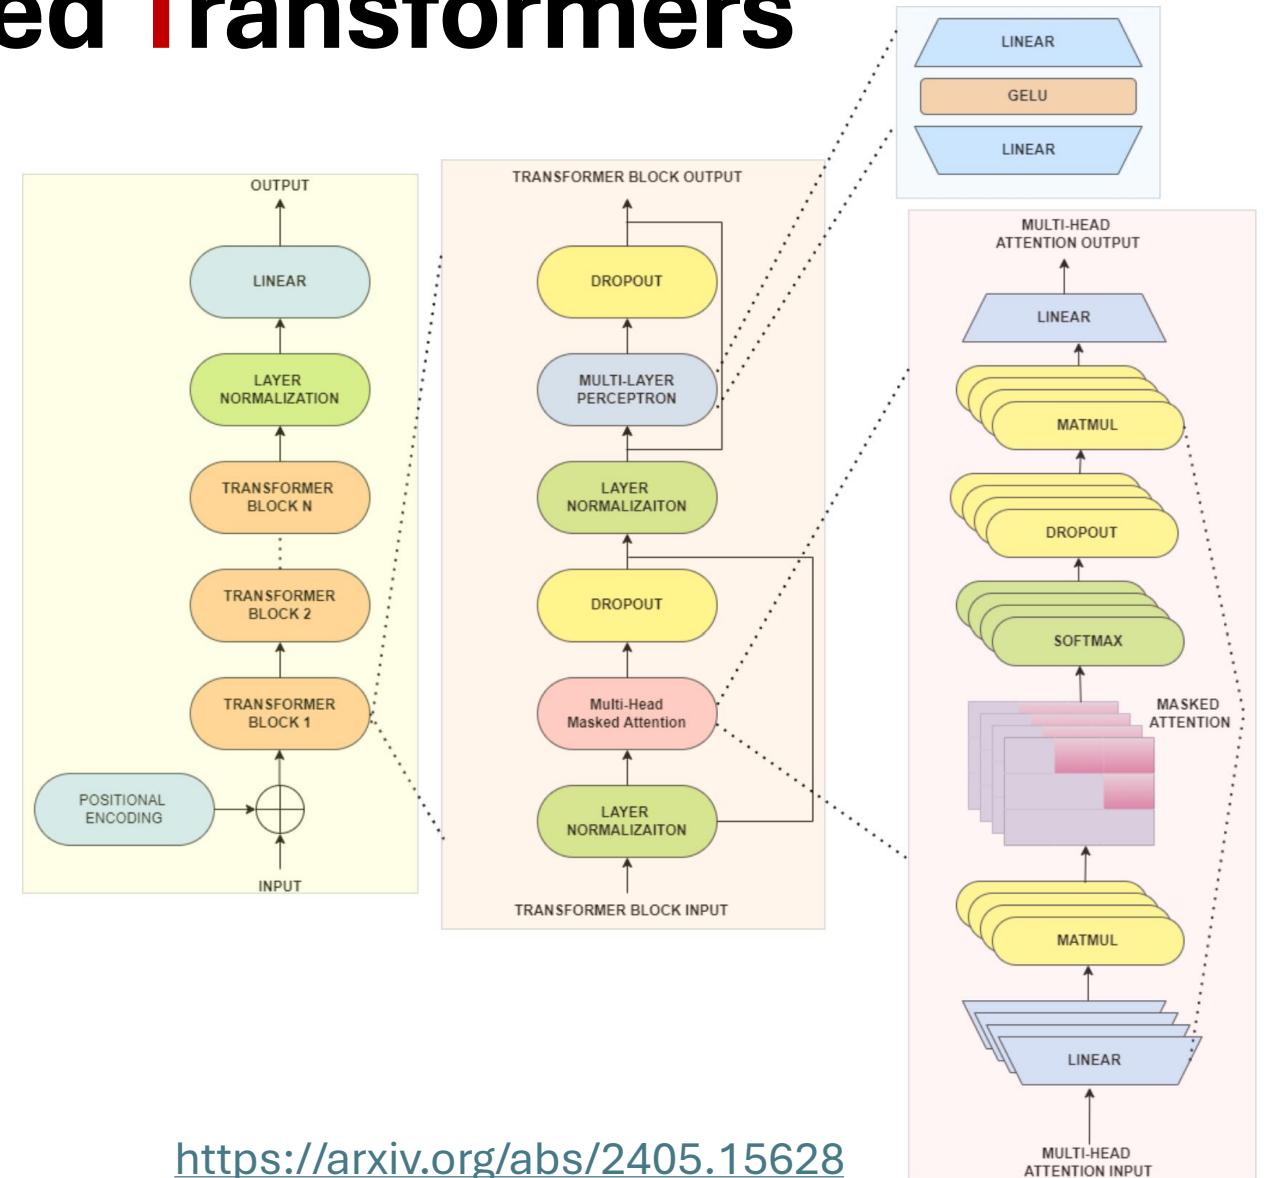 ed Transformers
OUTPUT
LINEAR
LAYER
NORMALIZATION
TRANSFORMER
BLOCK N
TRANSFORMER
BLOCK 2
TRANSFORMER
BLOCK 1
POSITIONAL
ENCODING
INPUT
TRANSFORMER BLOCK OUTPUT
DROPOUT
MULTI-LAYER
PERCEPTRON
LAYER
NORMALIZAITON
DROPOUT
Multi-Head
Masked Attention
LAYER
NORMALIZAITON
TRANSFORMER BLOCK INPUT
LINEAR
GELU
LINEAR
MULTI-HEAD
ATTENTION OUTPUT
LINEAR
MATMUL
DROPOUT
SOFTMAX
MASKED
ATTENTION
MATMUL
LINEAR
MULTI-HEAD
ATTENTION INPUT
https://arxiv.org/abs/2405.15628